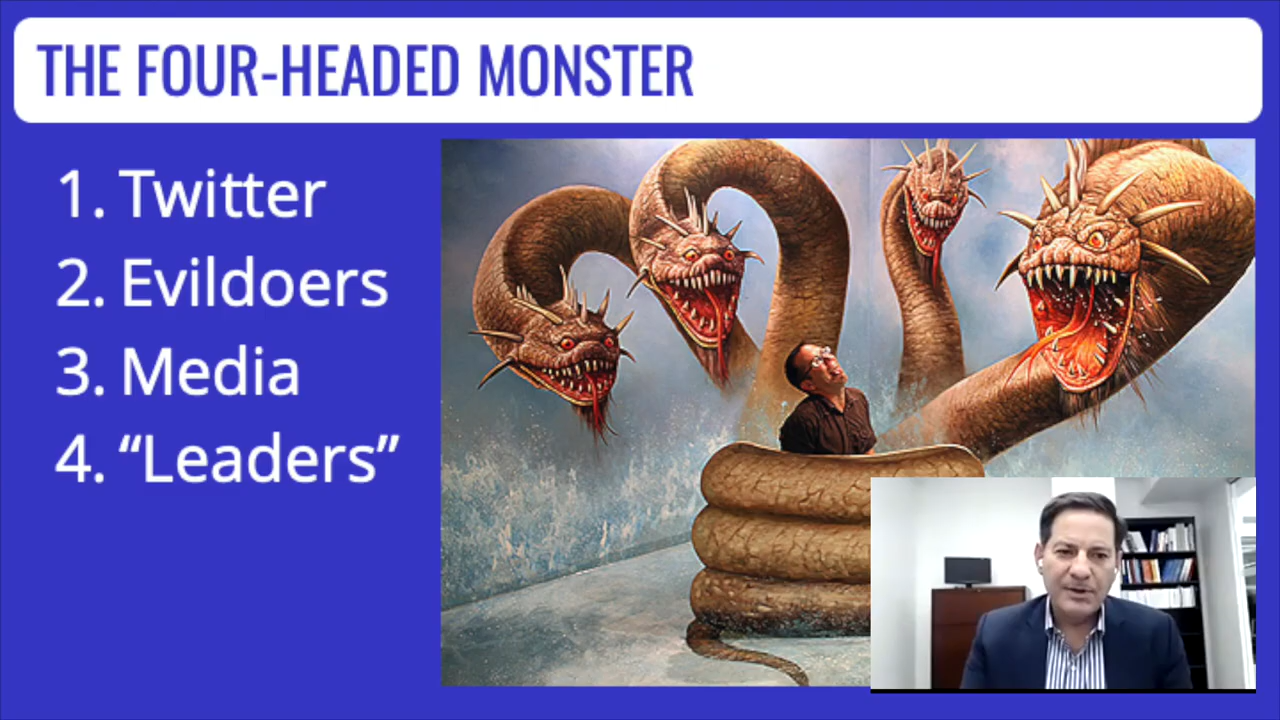 THE FOUR-HEADED MONSTER
1. Twitter
2. Evildoers
3. Media
4. “Leaders”